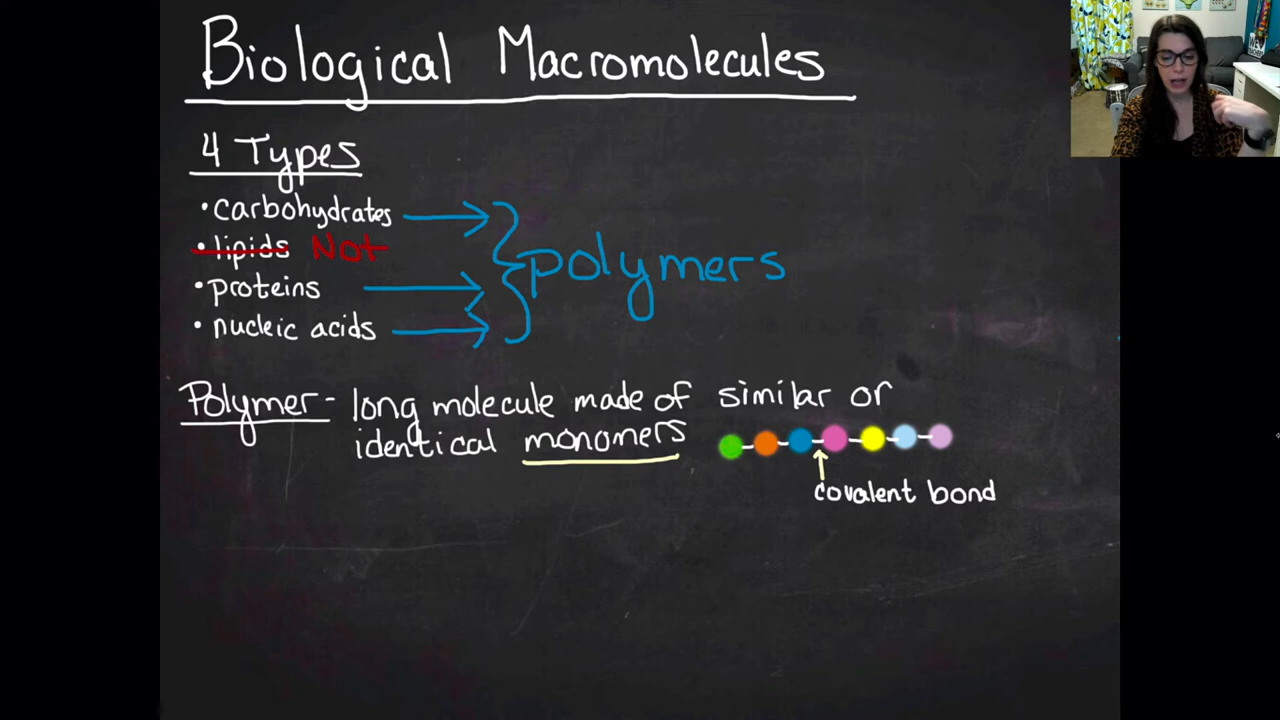 Biological Macromolecules
4 Types
• carbohydrates
• lipids Not
• proteins
• nucleic acids
polymers
Polymer - long molecule made of similar or
identical monomers
covalent bond